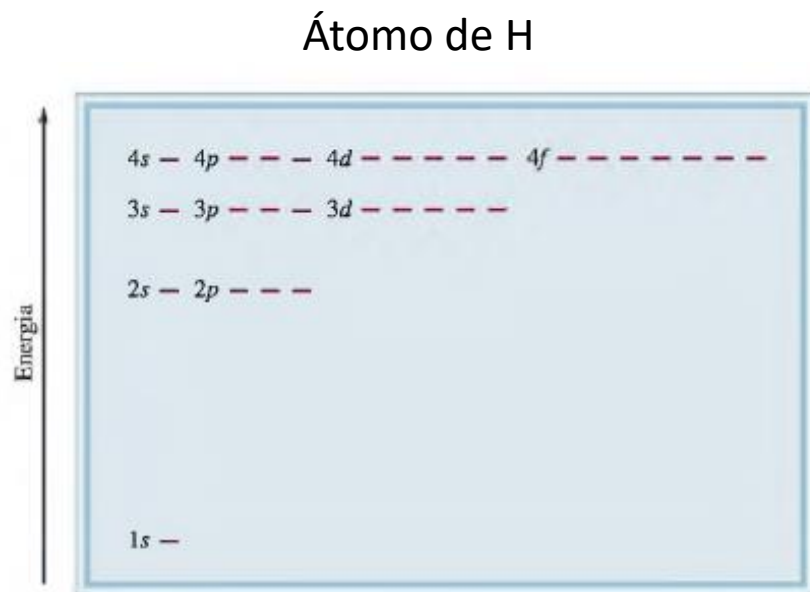 Átomo de H
4s 4p 4d 4f
3s 3p 3d
2s 2p
Energia
1s